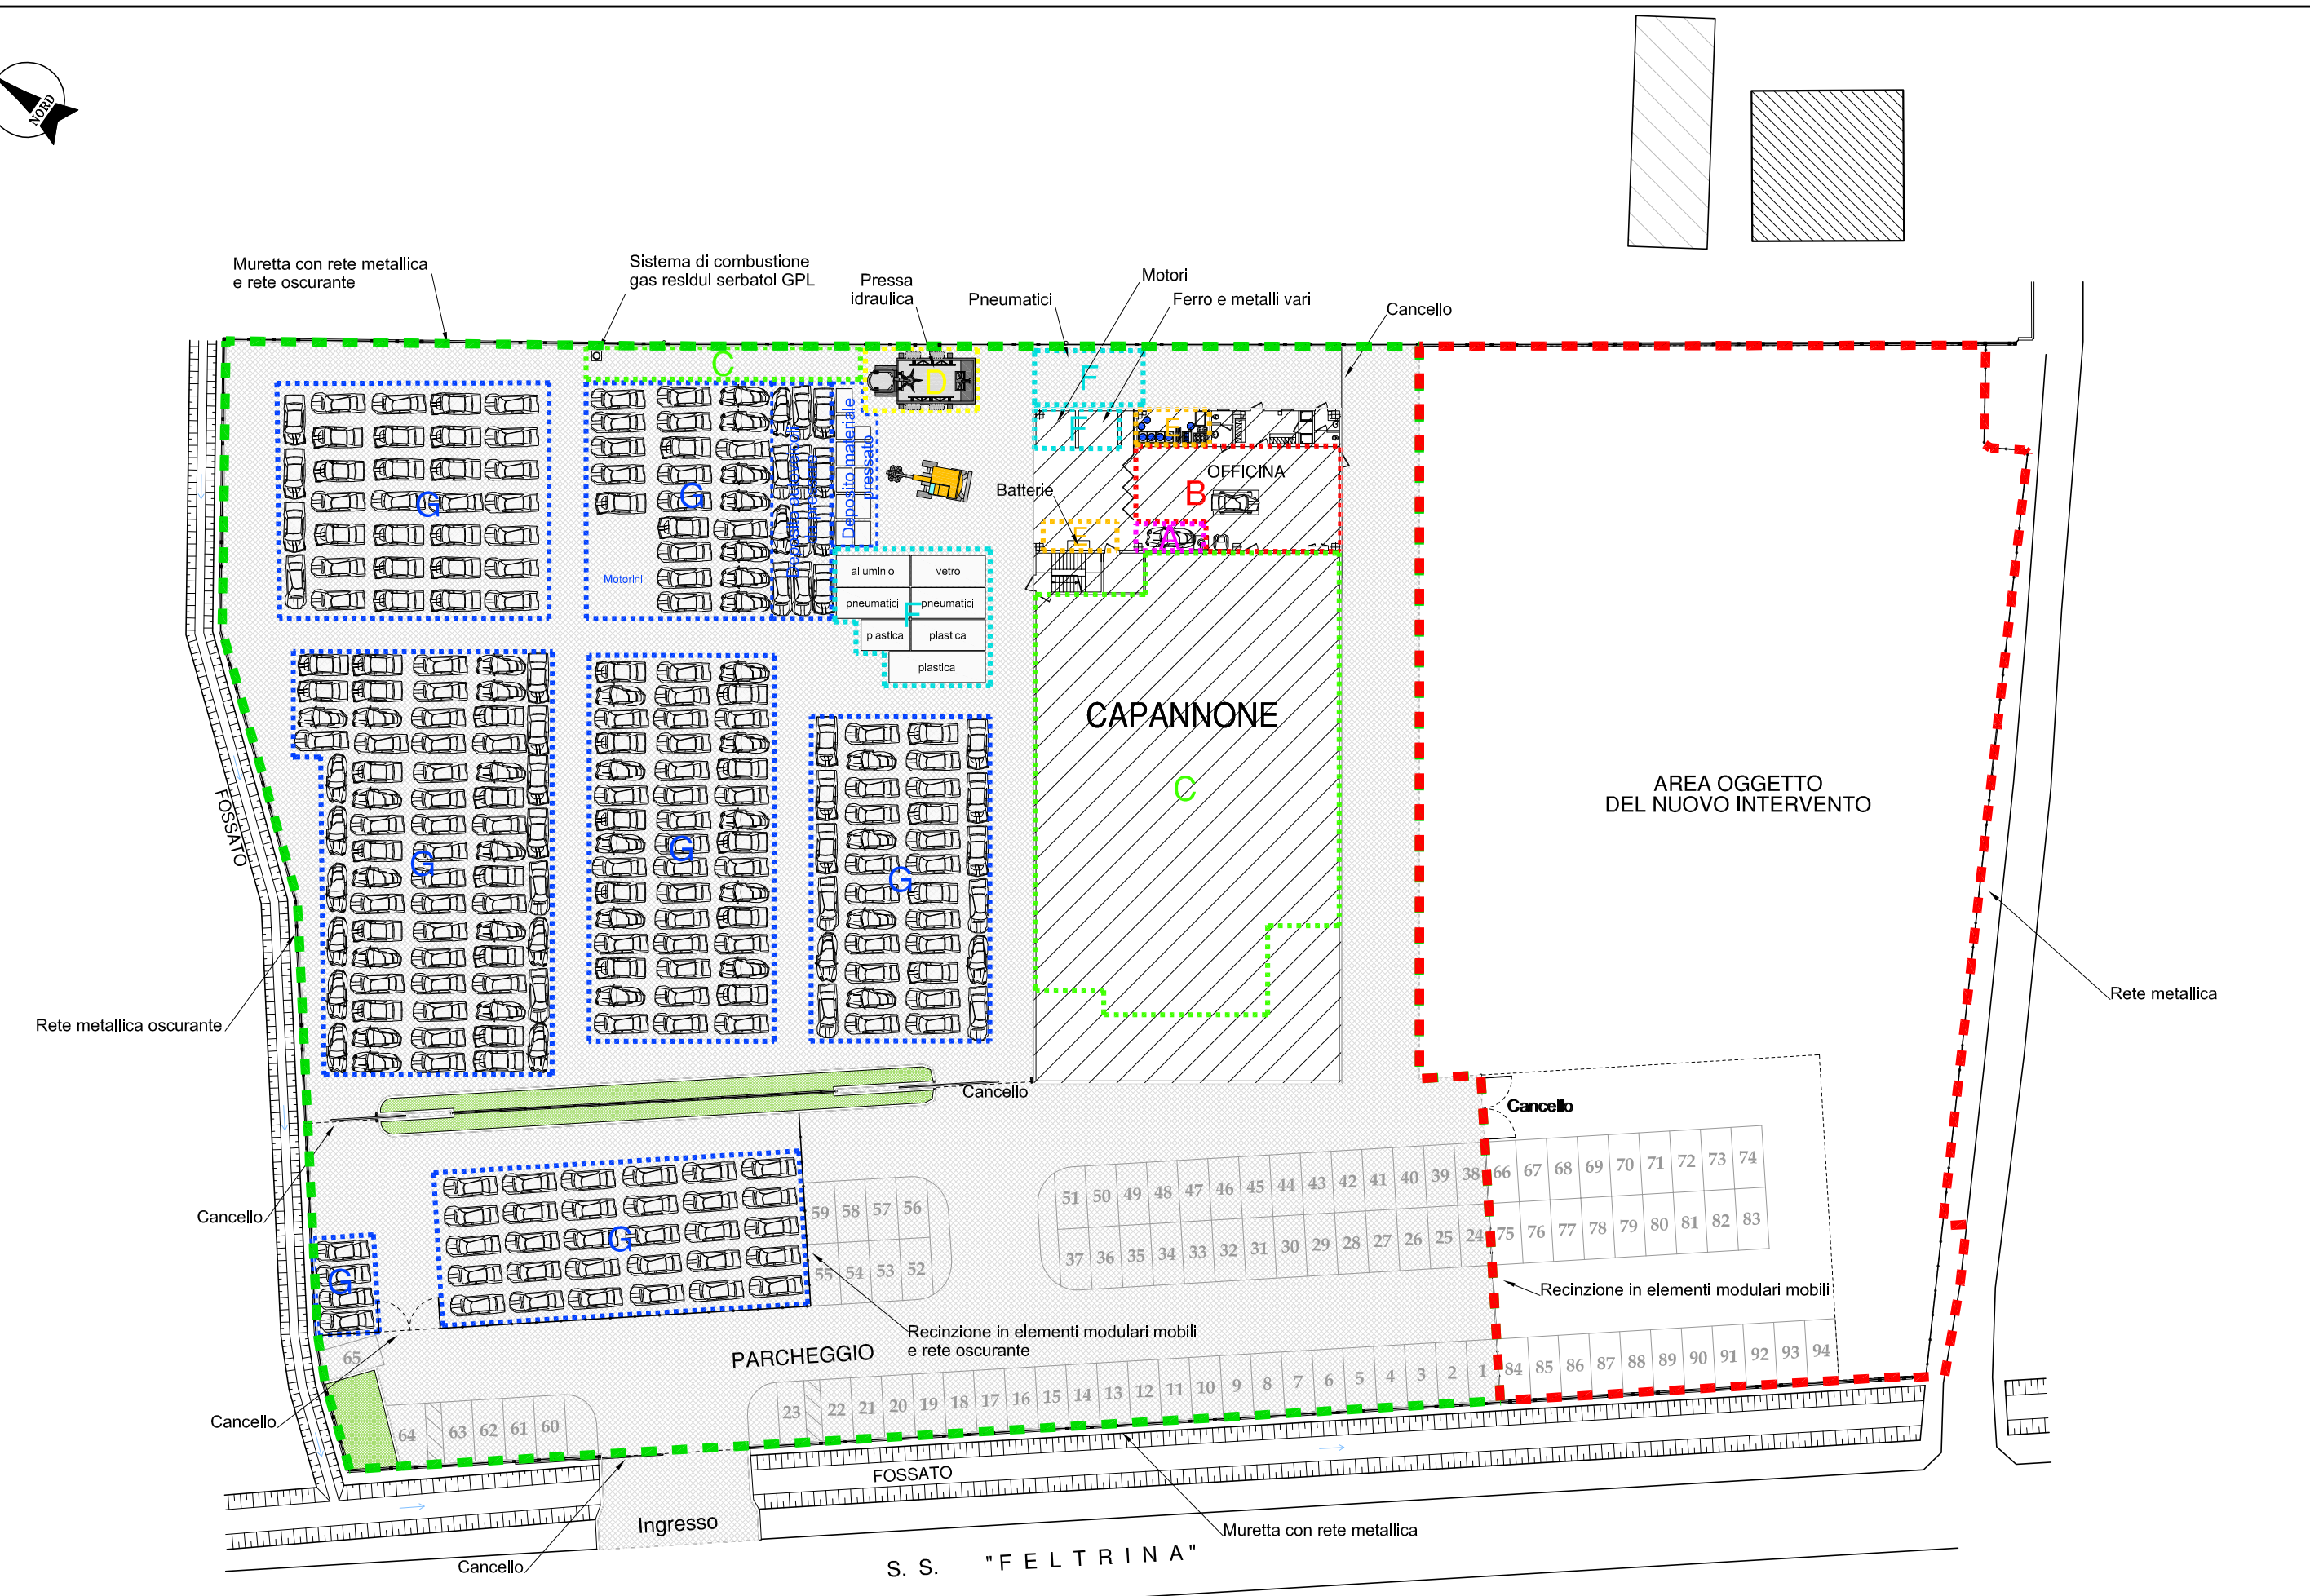 NORD
Muretta con rete metallica
e rete oscurante
Sistema di combustione
gas residui serbatoi GPL
Pressa
idraulica
Pneumatici
Motori
Ferro e metalli vari
Cancello
C
D
F
F
E
OFFICINA
B
Batterie
E
A
G
G
Motorini
Deposito materiale
pressato
alluminio
vetro
pneumatici
pneumatici
F
plastica
plastica
plastica
CAPANNONE
C
AREA OGGETTO
DEL NUOVO INTERVENTO
FOSSATO
G
G
G
Rete metallica oscurante
Rete metallica
Cancello
Cancello
Cancello
G
G
59 58 57 56
55 54 53 52
51 50 49 48 47 46 45 44 43 42 41 40 39 38 66 67 68 69 70 71 72 73 74
37 36 35 34 33 32 31 30 29 28 27 26 25 24 75 76 77 78 79 80 81 82 83
Recinzione in elementi modulari mobili
Recinzione in elementi modulari mobili
e rete oscurante
PARCHEGGIO
65
Cancello
64 63 62 61 60
23 22 21 20 19 18 17 16 15 14 13 12 11 10 9 8 7 6 5 4 3 2 1 84 85 86 87 88 89 90 91 92 93 94
FOSSATO
Ingresso
Cancello
Muretta con rete metallica
S. S. "FELTRINA"